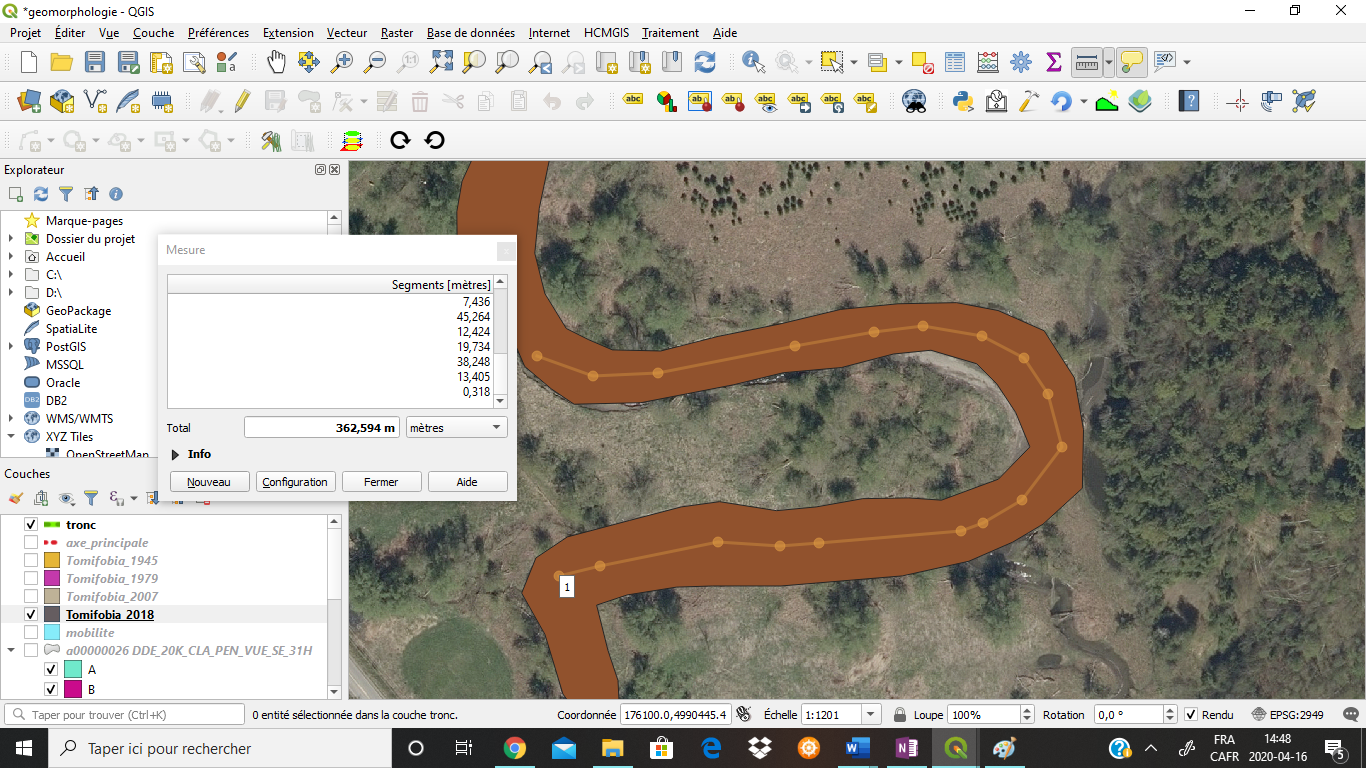 *geomorphologie - QGIS
Projet Éditer Vue Couche Préférences Extension Vecteur Raster Base de données Internet HCMGIS Traitement Aide
Explorateur
Marque-pages
Dossier du projet
Accueil
C:\
D:\
GeoPackage
SpatiaLite
PostGIS
MSSQL
Oracle
DB2
WMS/WMTS
XYZ Tiles
OpenStreetMap
Mesure
Segments [mètres]
7,436
45,264
12,424
19,734
38,248
13,405
0,318
Total 362,594 m mètres
Info
Nouveau Configuration Fermer Aide
Couches
tronc
axe_principale
Tomifobia_1945
Tomifobia_1979
Tomifobia_2007
Tomifobia_2018
mobilite
a00000026 DDE_20K_CLA_PEN_VUE_SE_31H
A
B
1
Taper pour trouver (Ctrl+K) 0 entité sélectionnée dans la couche tronc. Coordonnée 176100.0,4990445.4 Échelle 1:1201 Loupe 100% Rotation 0,0 ° Rendu EPSG:2949
Taper ici pour rechercher
FRA
CAFR
14:48
2020-04-16
5